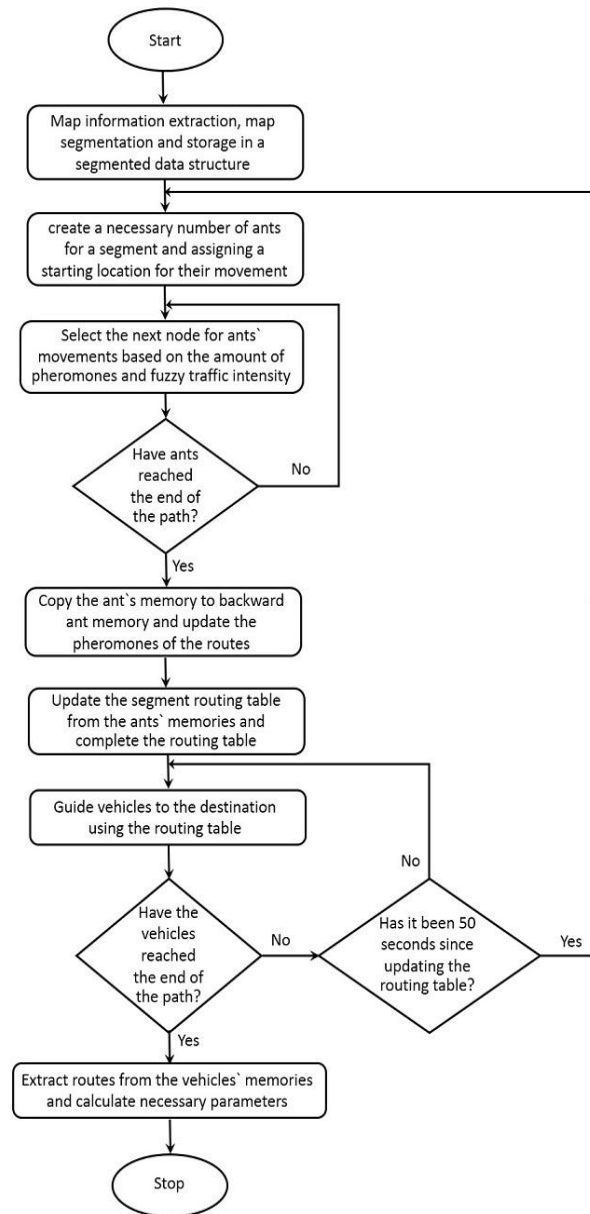 Start
Map information extraction, map
segmentation and storage in a
segmented data structure
create a necessary number of ants
for a segment and assigning a
starting location for their movement
Select the next node for ants`
movements based on the amount of
pheromones and fuzzy traffic intensity
Have ants
reached
the end of
the path?
No
Yes
Copy the ant`s memory to backward
ant memory and update the
pheromones of the routes
Update the segment routing table
from the ants` memories and
complete the routing table
Guide vehicles to the destination
using the routing table
No
Have the
vehicles
reached
the end of
the path?
No
Has it been 50
seconds since
updating the
routing table?
Yes
Yes
Extract routes from the vehicles` memories
and calculate necessary parameters
Stop